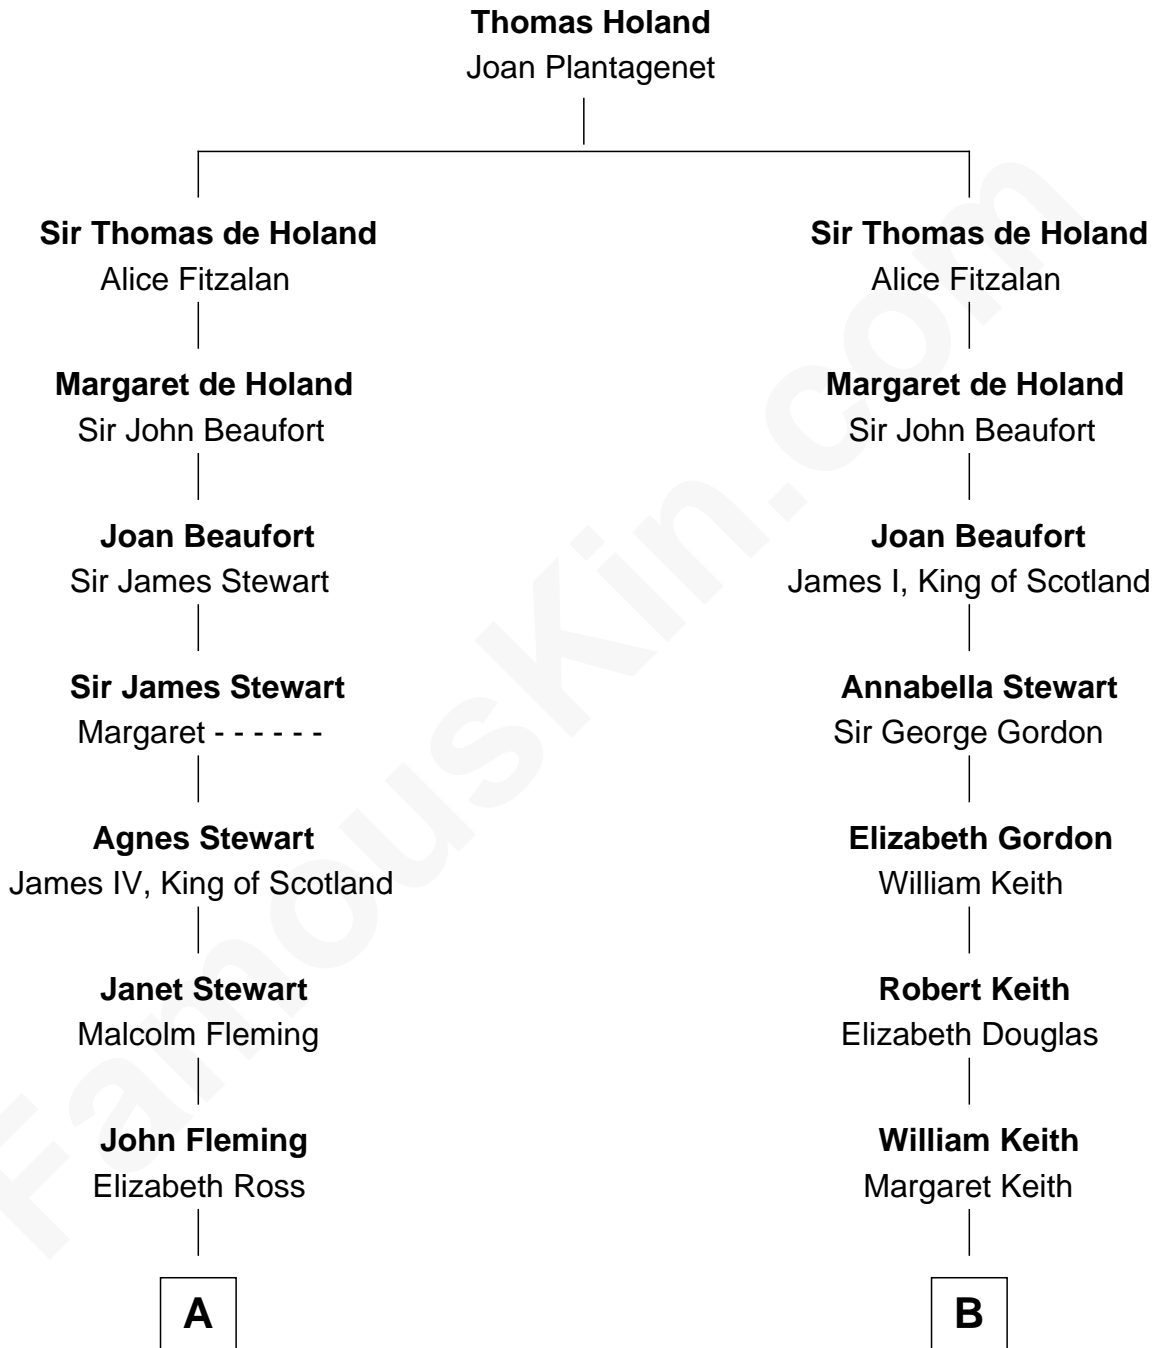 Thomas Holand
Joan Plantagenet
Sir Thomas de Holand
Alice Fitzalan
Margaret de Holand
Sir John Beaufort
Joan Beaufort
Sir James Stewart
Sir James Stewart
Margaret - - - - - -
Agnes Stewart
James IV, King of Scotland
Janet Stewart
Malcolm Fleming
John Fleming
Elizabeth Ross
A
Sir Thomas de Holand
Alice Fitzalan
Margaret de Holand
Sir John Beaufort
Joan Beaufort
James I, King of Scotland
Annabella Stewart
Sir George Gordon
Elizabeth Gordon
William Keith
Robert Keith
Elizabeth Douglas
William Keith
Margaret Keith
B
FamousKin.com